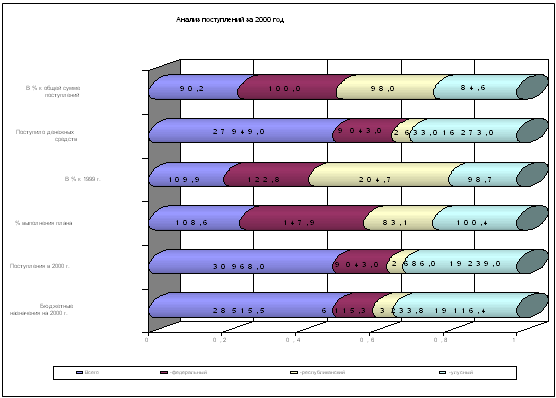 Анализ поступлений за 2000 год
В % к общей сумме
поступлений
90,2 100,0 98,0 84,6
Поступило денежных
средств
27949,0 9043,0 2633,0 16273,0
В % к 1999 г.
109,9 122,8 204,7 98,7
% выполнения плана
108,6 147,9 83,1 100,4
Поступления в 2000 г.
30968,0 9043,0 2686,0 19239,0
Бюджетные
назначения на 2000 г.
28515,5 6115,3 3233,8 19116,4
0 0,2 0,4 0,6 0,8 1
Всего -федеральный -республиканский -улусный